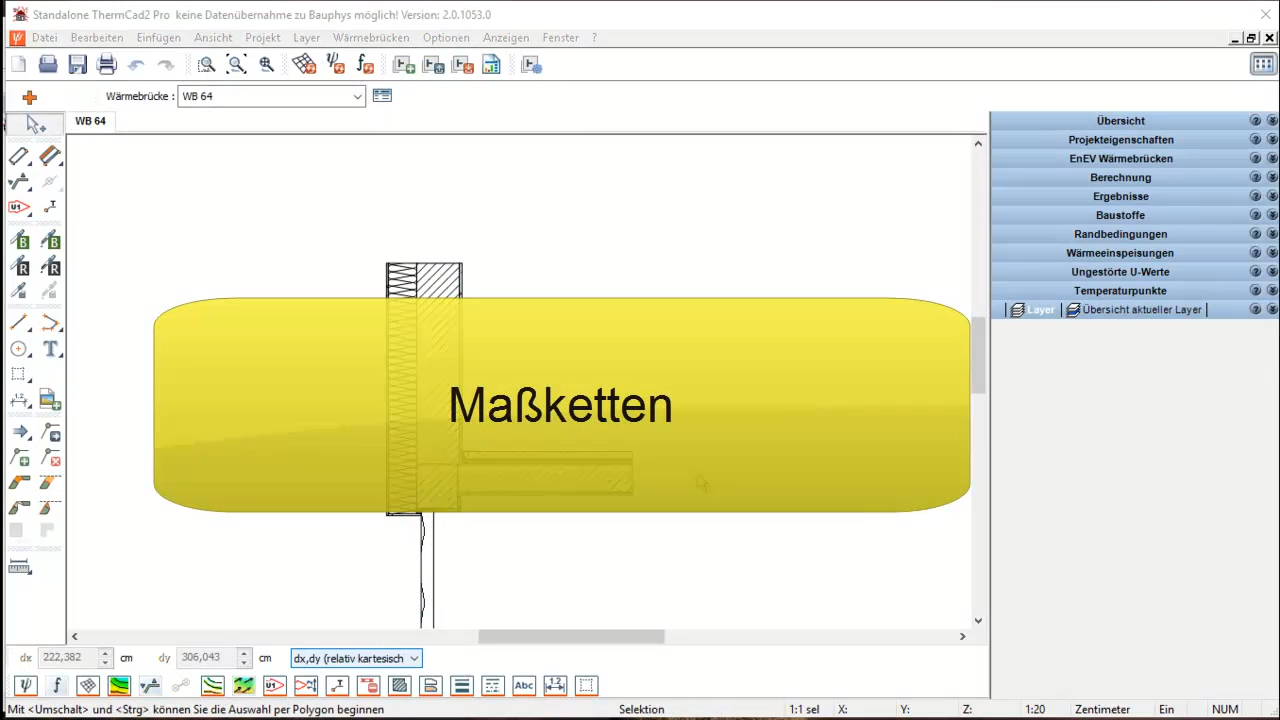 Standalone ThermCad2 Pro keine Datenübernahme zu Bauphys möglich! Version: 2.0.1053.0
Datei Bearbeiten Einfügen Ansicht Projekt Layer Wärmebrücken Optionen Anzeigen Fenster ?
Wärmebrücke : WB 64
WB 64
Übersicht
Projekteigenschaften
EnEV Wärmebrücken
Berechnung
Ergebnisse
Baustoffe
Randbedingungen
Wärmeeinspeisungen
Ungestörte U-Werte
Temperaturpunkte
Layer Übersicht aktueller Layer
Maßketten
dx 222,382 cm dy 306,043 cm dx,dy (relativ kartesisch
Mit <Umschalt> und <Strg> können Sie die Auswahl per Polygon beginnen Selektion 1:1 sel X: Y: Z: 1:20 Zentimeter Ein NUM